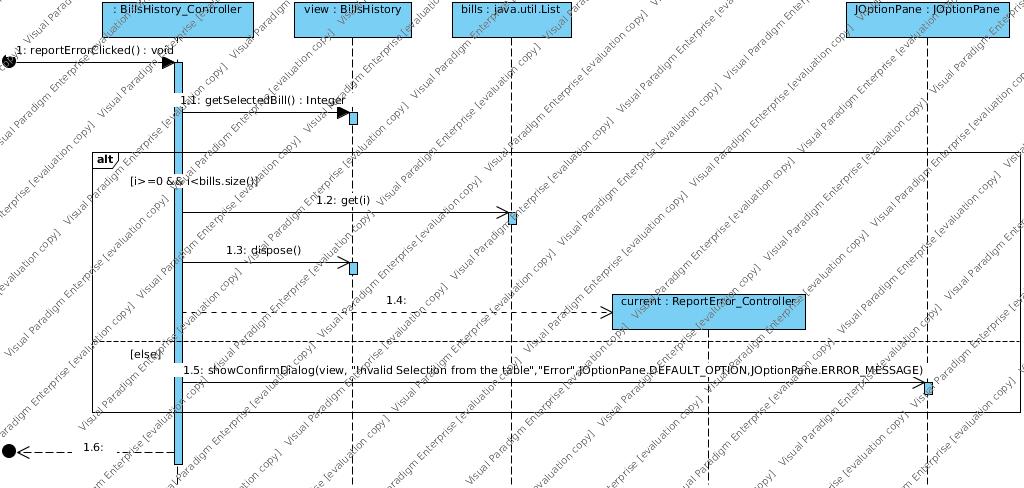 : BillsHistory_Controller
view : BillsHistory
bills : java.util.List
JOptionPane : JOptionPane
1: reportErrorClicked() : void
1.1: getSelectedBill() : Integer
alt
[i>=0 && i<bills.size()]
1.2: get(i)
1.3: dispose()
1.4:
current : ReportError_Controller
[else]
1.5: showConfirmDialog(view, "Invalid Selection from the table","Error",JOptionPane.DEFAULT_OPTION,JOptionPane.ERROR_MESSAGE)
1.6:
Visual Paradigm Enterprise [evaluation copy]